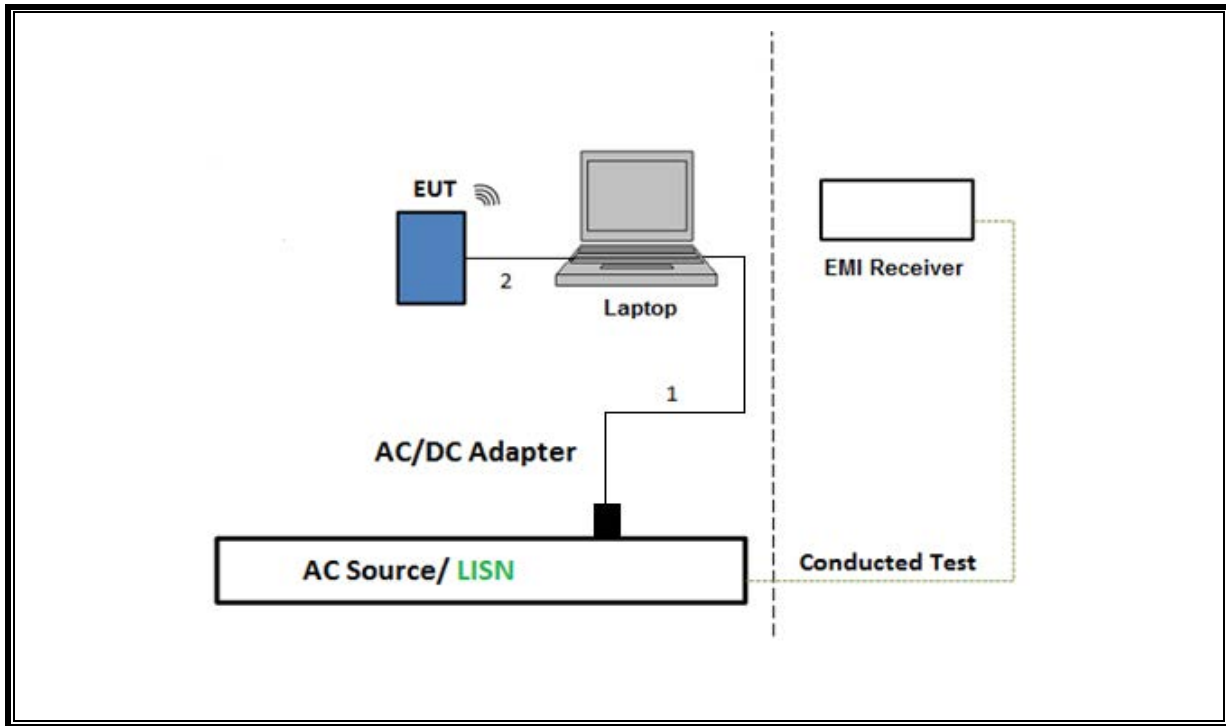 EUT
2
Laptop
EMI Receiver
1
AC/DC Adapter
AC Source/ LISN
Conducted Test